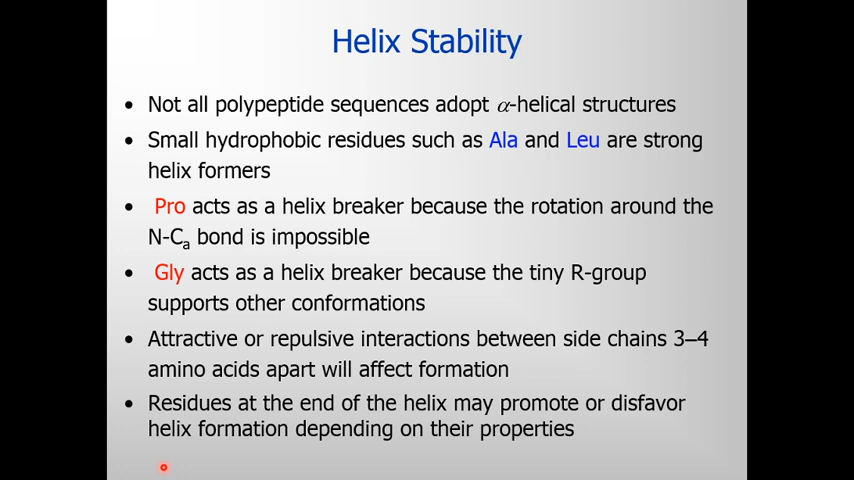 Helix Stability
• Not all polypeptide sequences adopt α-helical structures
• Small hydrophobic residues such as Ala and Leu are strong
helix formers
• Pro acts as a helix breaker because the rotation around the
N-Ca bond is impossible
• Gly acts as a helix breaker because the tiny R-group
supports other conformations
• Attractive or repulsive interactions between side chains 3–4
amino acids apart will affect formation
• Residues at the end of the helix may promote or disfavor
helix formation depending on their properties